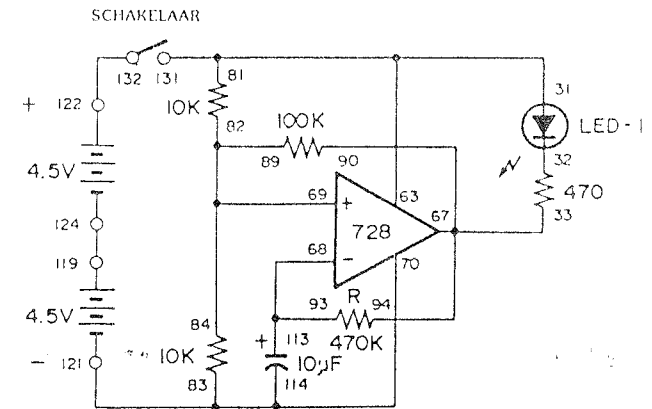 SCHAKELAAR
132 131
+ 122
81
10K
82
100K
89 90
31
LED-1
32
470
33
4.5V
124
119
69 + 63
728 67
68 − 70
R
93 94
470K
4.5V
− 121
84
10K
83
+ 113
10µF
114